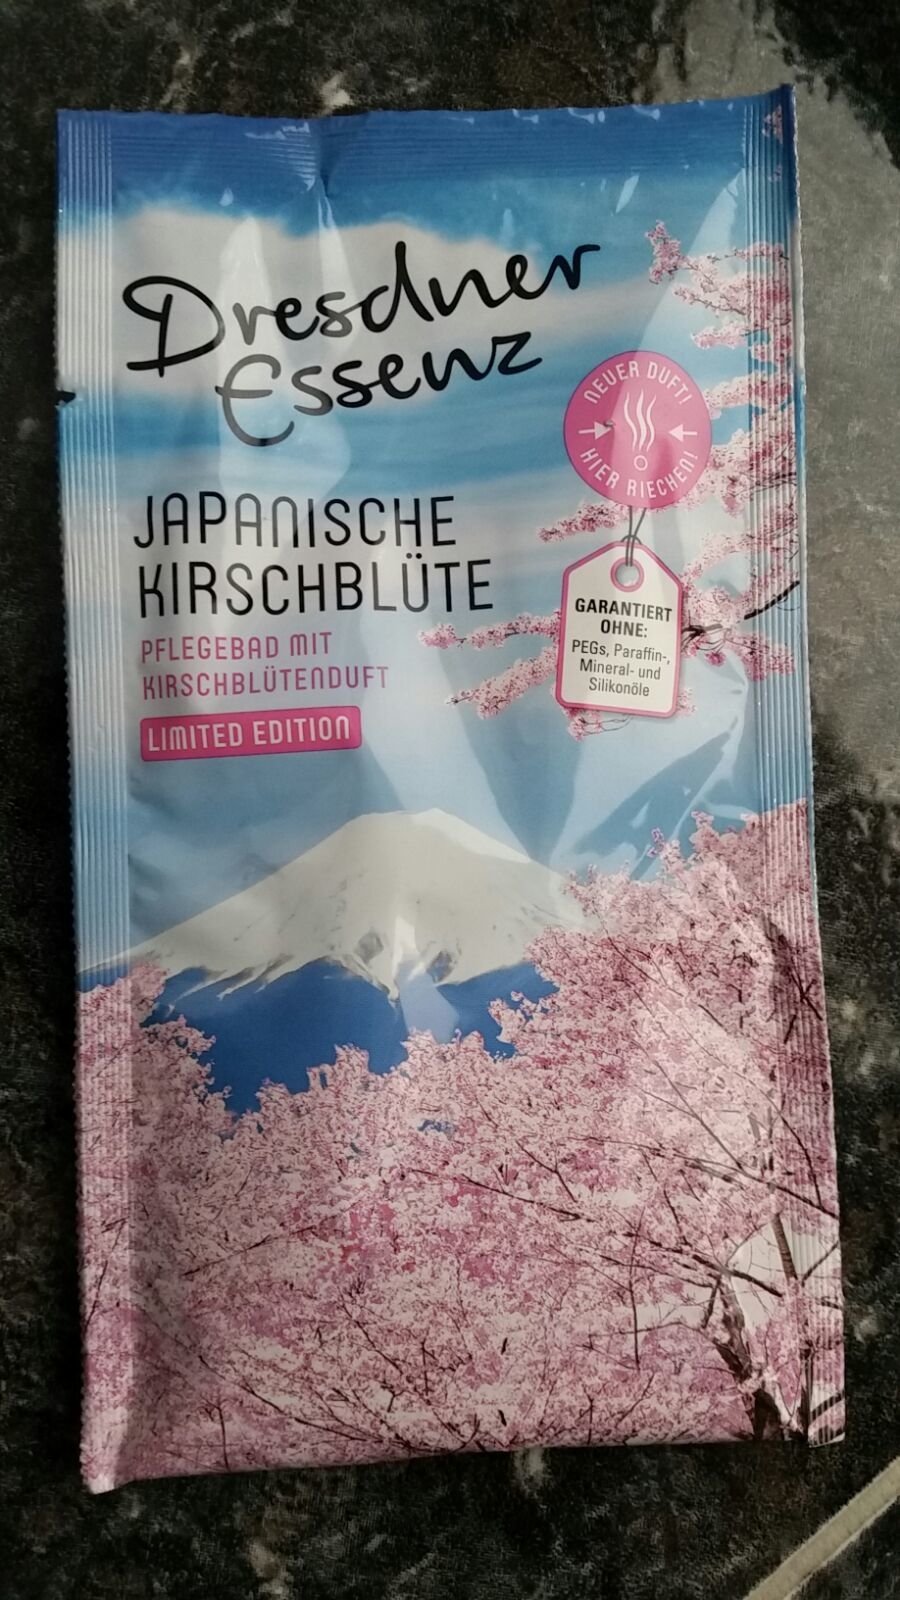 Dresdner
Essenz
NEUER DUFT!
HIER RIECHEN!
JAPANISCHE
KIRSCHBLÜTE
PFLEGEBAD MIT
KIRSCHBLÜTENDUFT
LIMITED EDITION
GARANTIERT
OHNE:
PEGs, Paraffin-,
Mineral- und
Silikonöle